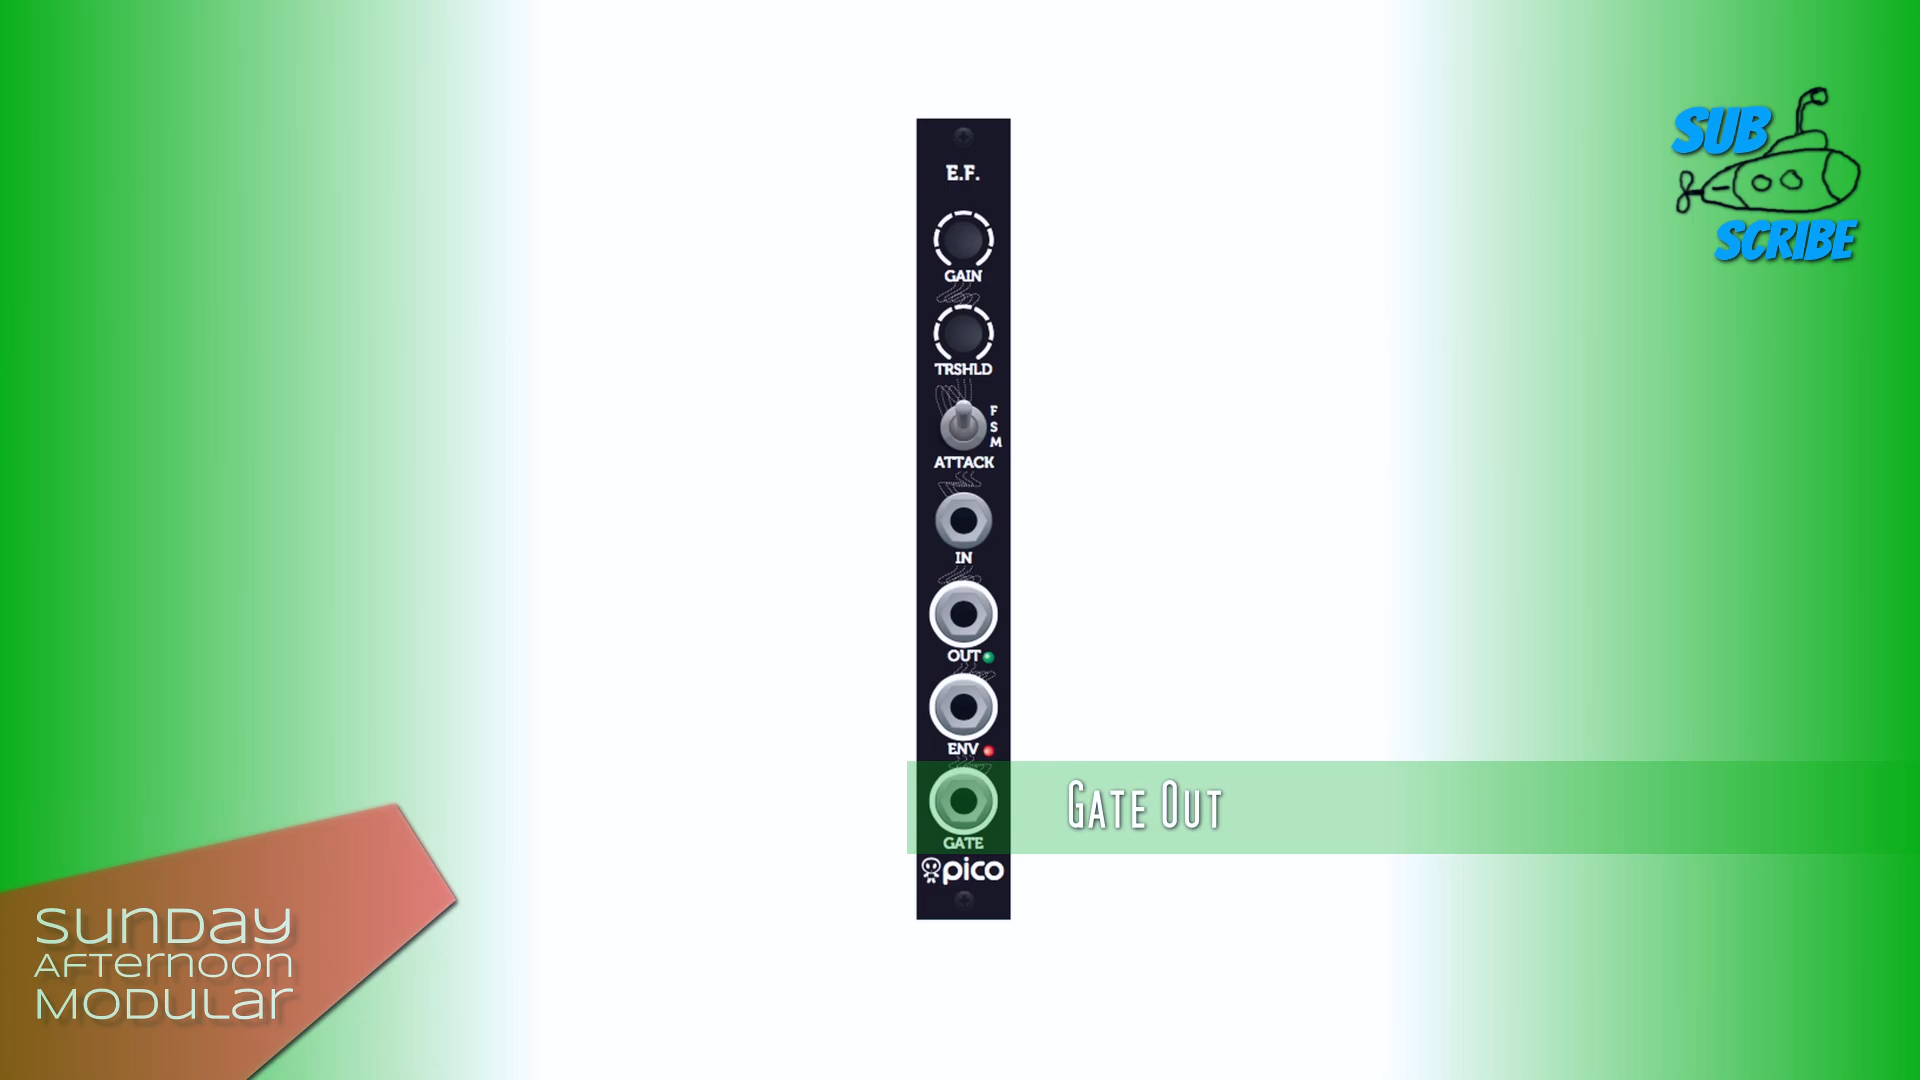 SUB
SCRIBE
E.F.
GAIN
TRSHLD
F
S
M
ATTACK
IN
OUT
ENV
Gate Out
GATE
pico
Sunday
Afternoon
Modular